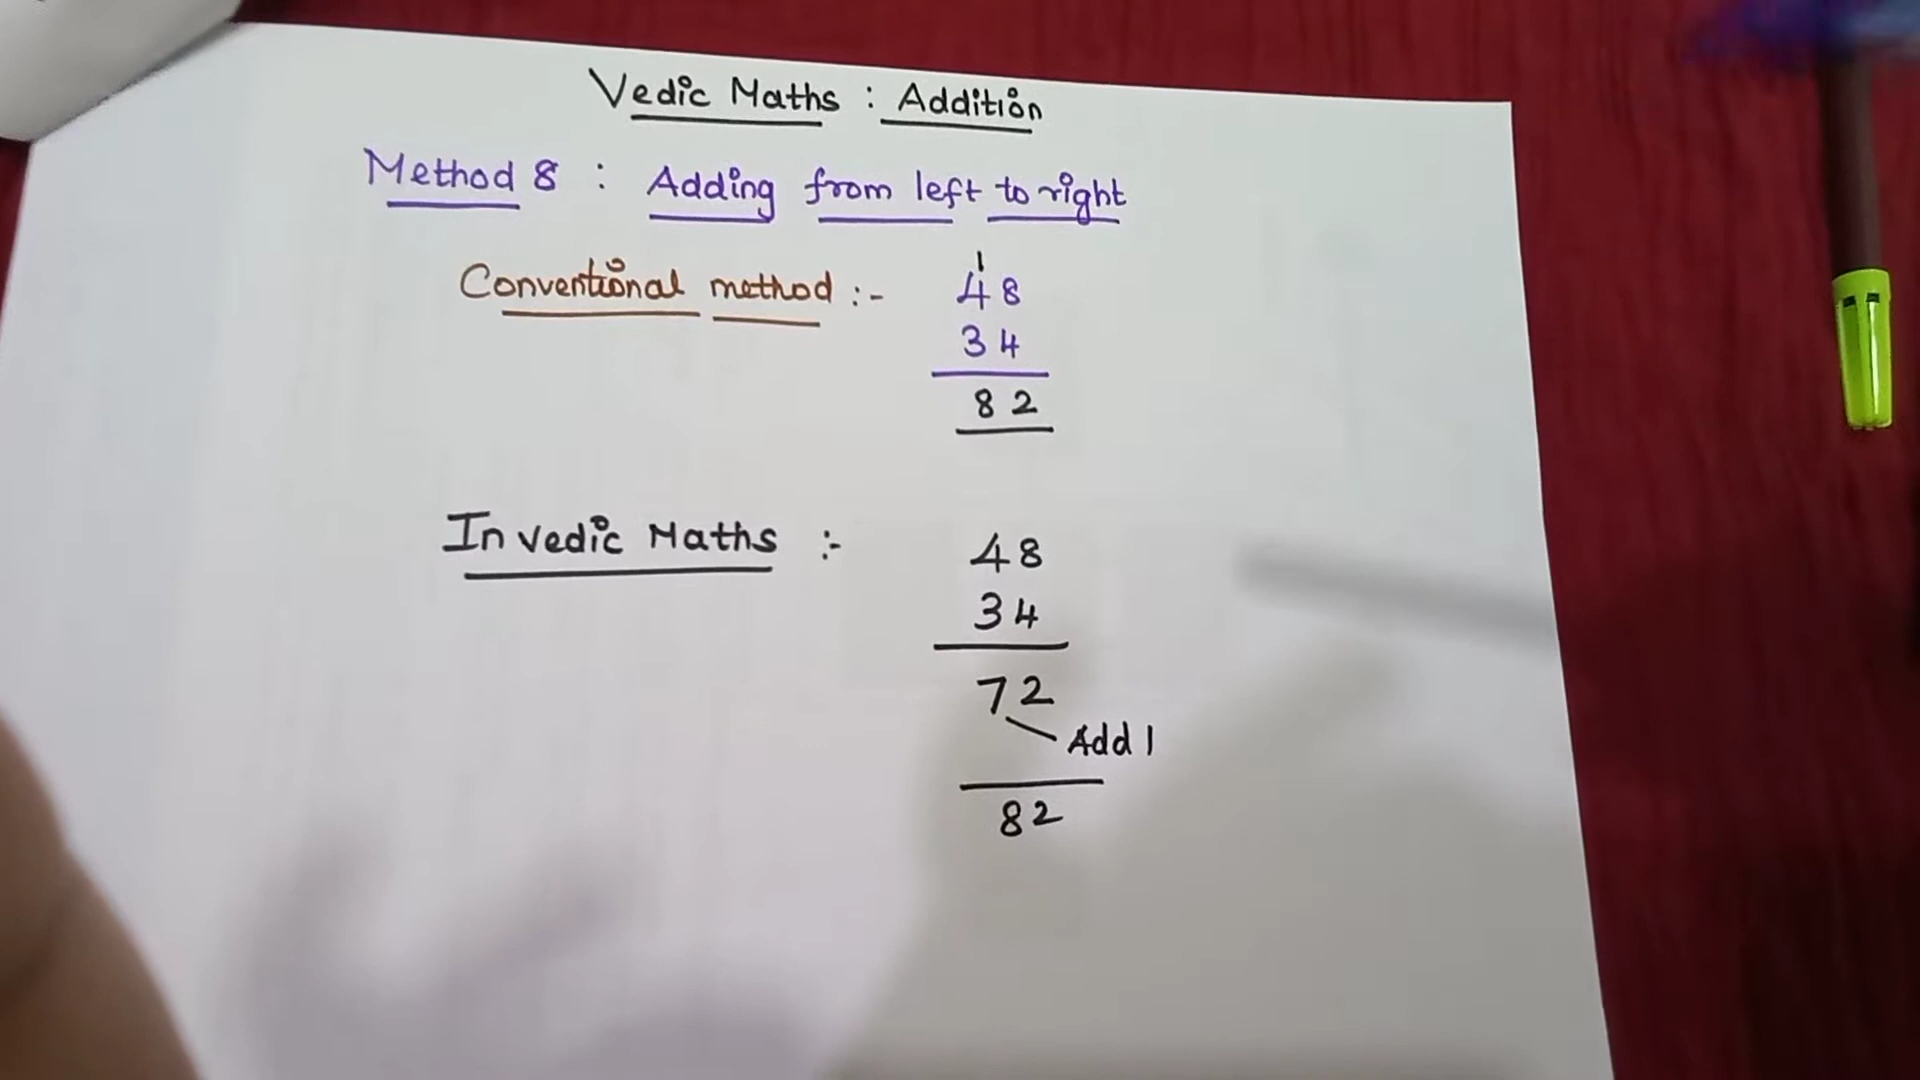 Vedic Maths : Addition
Method 8 : Adding from left to right
1
Conventional method :- 48
34
82
In vedic Maths :- 48
34
72
Add 1
82